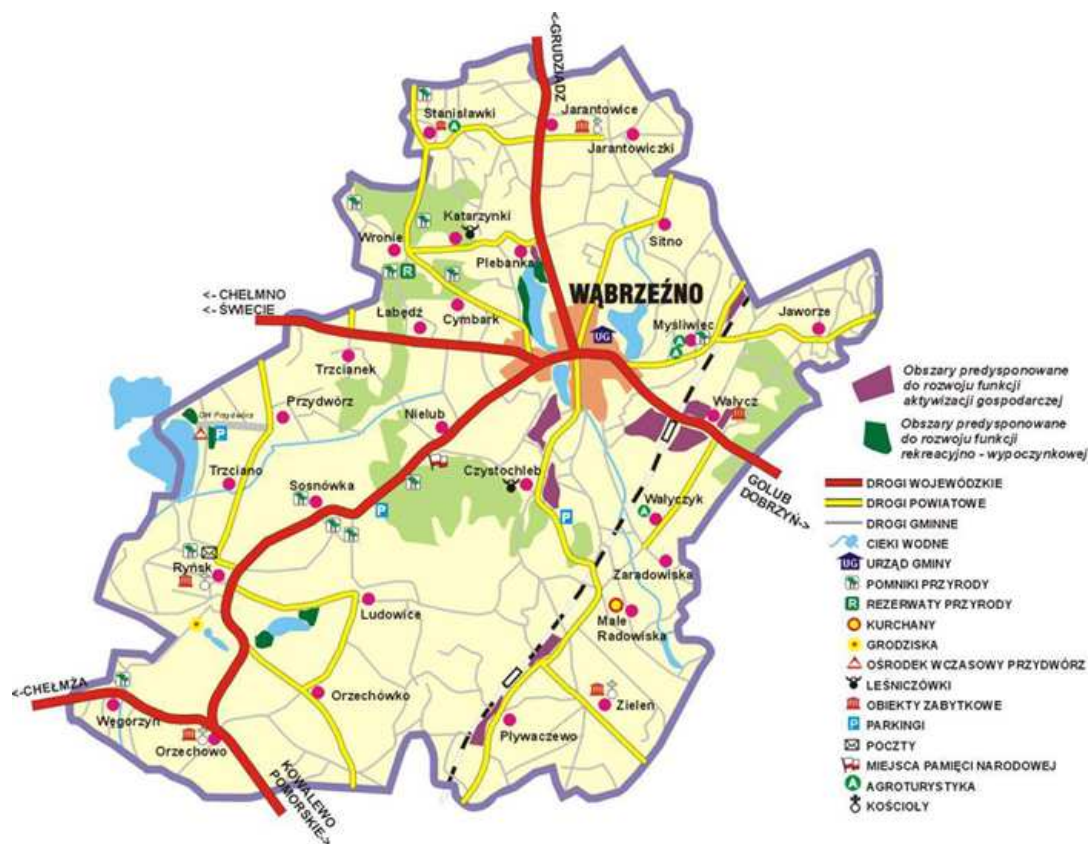 <-GRUDZIĄDZ
Stanisławki
Jarantowice
Jarantowiczki
Katarzynki
Wronie
Plebanka
Sitno
<- CHEŁMNO
<- ŚWIECIE
WĄBRZEŹNO
Łabędź
Cymbark
UG
Myśliwiec
Jaworze
Trzcianek
Przydwórz
Nielub
Wałycz
Trzciano
Sosnówka
Czystochleb
GOLUB
DOBRZYŃ->
Wałyczyk
Ryńsk
Zaradowiska
Ludowice
Małe
Radowiska
<-CHEŁMŻA
Węgorzyn
Orzechówko
Zieleń
Orzechowo
Pływaczewo
KOWALEWO
POMORSKIE->
Obszary predysponowane
do rozwoju funkcji
aktywizacji gospodarczej
Obszary predysponowane
do rozwoju funkcji
rekreacyjno - wypoczynkowej
DROGI WOJEWÓDZKIE
DROGI POWIATOWE
DROGI GMINNE
CIEKI WODNE
UG URZĄD GMINY
POMNIKI PRZYRODY
R REZERWATY PRZYRODY
KURCHANY
GRODZISKA
OŚRODEK WCZASOWY PRZYDWÓRZ
LEŚNICZÓWKI
OBIEKTY ZABYTKOWE
P PARKINGI
POCZTY
MIEJSCA PAMIĘCI NARODOWEJ
A AGROTURYSTYKA
KOŚCIOŁY